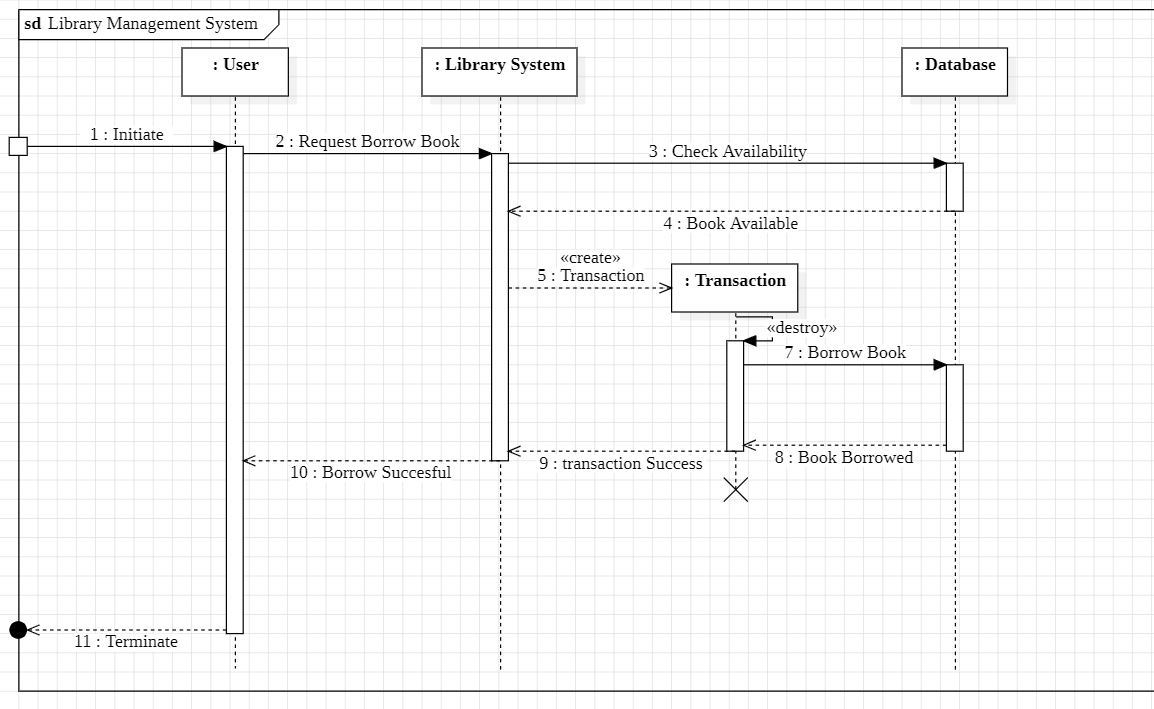 sd Library Management System
: User
: Library System
: Database
1 : Initiate
2 : Request Borrow Book
3 : Check Availability
4 : Book Available
«create»
5 : Transaction
: Transaction
«destroy»
7 : Borrow Book
8 : Book Borrowed
9 : transaction Success
10 : Borrow Succesful
11 : Terminate